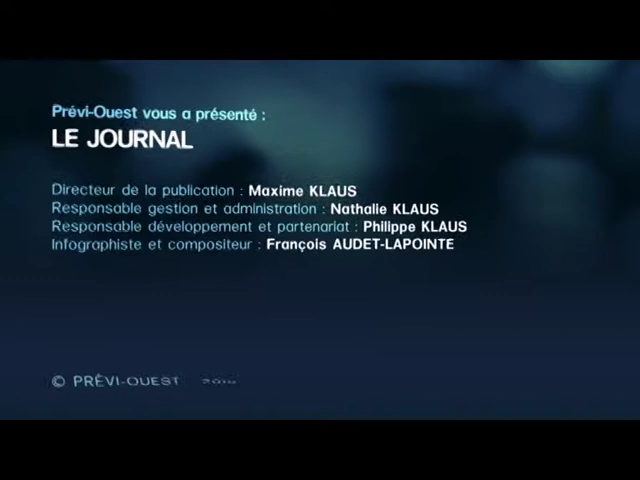 Prévi-Ouest vous a présenté :
LE JOURNAL
Directeur de la publication : Maxime KLAUS
Responsable gestion et administration : Nathalie KLAUS
Responsable développement et partenariat : Philippe KLAUS
Infographiste et compositeur : François AUDET-LAPOINTE
© PRÉVI-OUEST